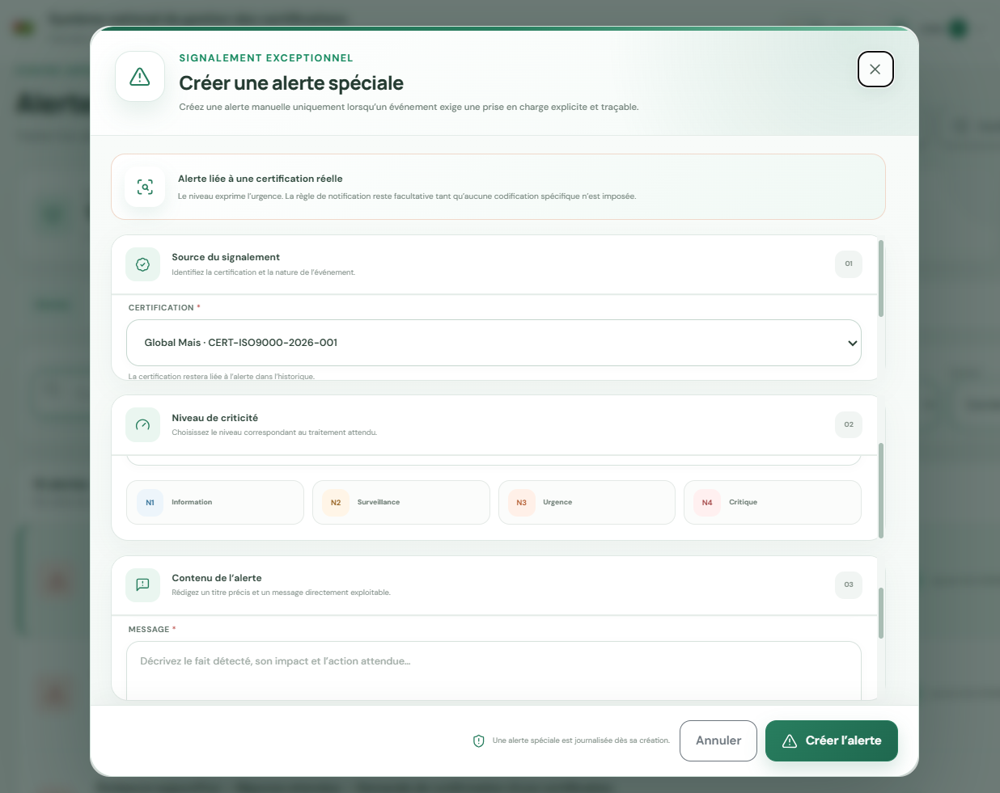 SIGNALEMENT EXCEPTIONNEL
Créer une alerte spéciale
Créez une alerte manuelle uniquement lorsqu’un événement exige une prise en charge explicite et traçable.
Alerte liée à une certification réelle
Le niveau exprime l’urgence. La règle de notification reste facultative tant qu’aucune codification spécifique n’est imposée.
Source du signalement
Identifiez la certification et la nature de l’événement.
01
CERTIFICATION *
Global Mais · CERT-ISO9000-2026-001
La certification restera liée à l’alerte dans l’historique.
Niveau de criticité
Choisissez le niveau correspondant au traitement attendu.
02
N1 Information
N2 Surveillance
N3 Urgence
N4 Critique
Contenu de l’alerte
Rédigez un titre précis et un message directement exploitable.
03
MESSAGE *
Décrivez le fait détecté, son impact et l’action attendue…
Une alerte spéciale est journalisée dès sa création.
Annuler
Créer l’alerte